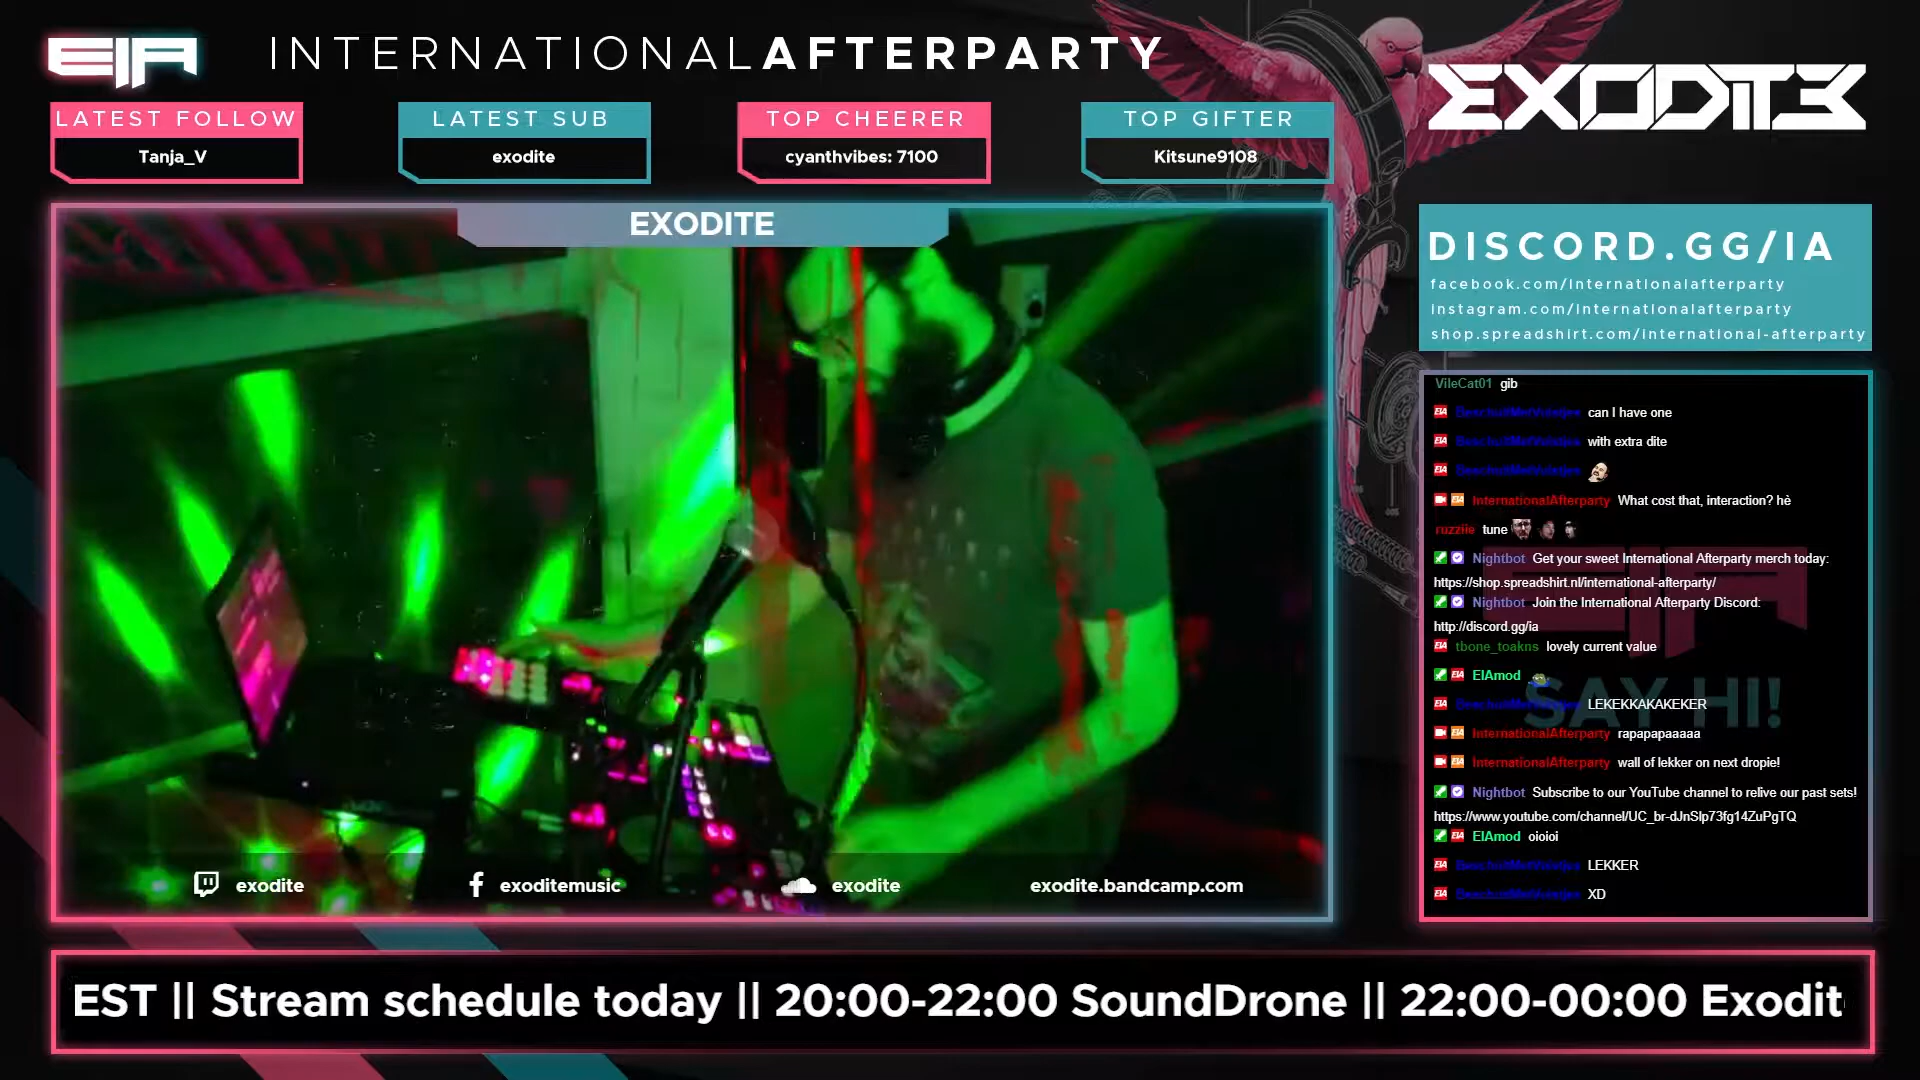 EIA
INTERNATIONALAFTERPARTY
EXODITE
LATEST FOLLOW
Tanja_V
LATEST SUB
exodite
TOP CHEERER
cyanthvibes: 7100
TOP GIFTER
Kitsune9108
EXODITE
exodite
exoditemusic
exodite
exodite.bandcamp.com
DISCORD.GG/IA
facebook.com/internationalafterparty
instagram.com/internationalafterparty
shop.spreadshirt.com/international-afterparty
VileCat01 gib
can I have one
with extra dite
InternationalAfterparty What cost that, interaction? hè
ruzziie tune
Nightbot Get your sweet International Afterparty merch today:
https://shop.spreadshirt.nl/international-afterparty/
Nightbot Join the International Afterparty Discord:
http://discord.gg/ia
tbone_toakns lovely current value
EIAmod
SAY HI!
LEKEKKAKAKEKER
InternationalAfterparty rapapapaaaaa
InternationalAfterparty wall of lekker on next dropie!
Nightbot Subscribe to our YouTube channel to relive our past sets!
https://www.youtube.com/channel/UC_br-dJnSIp73fg14ZuPgTQ
EIAmod oioioi
LEKKER
XD
EST || Stream schedule today || 20:00-22:00 SoundDrone || 22:00-00:00 Exodit